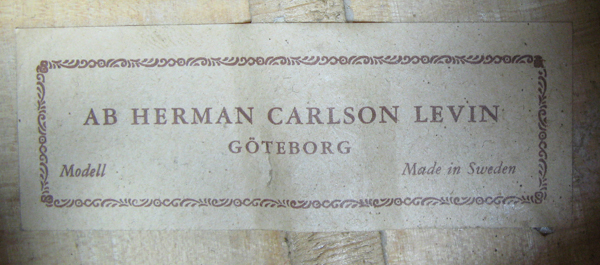 AB HERMAN CARLSON LEVIN
GÖTEBORG
Modell Made in Sweden